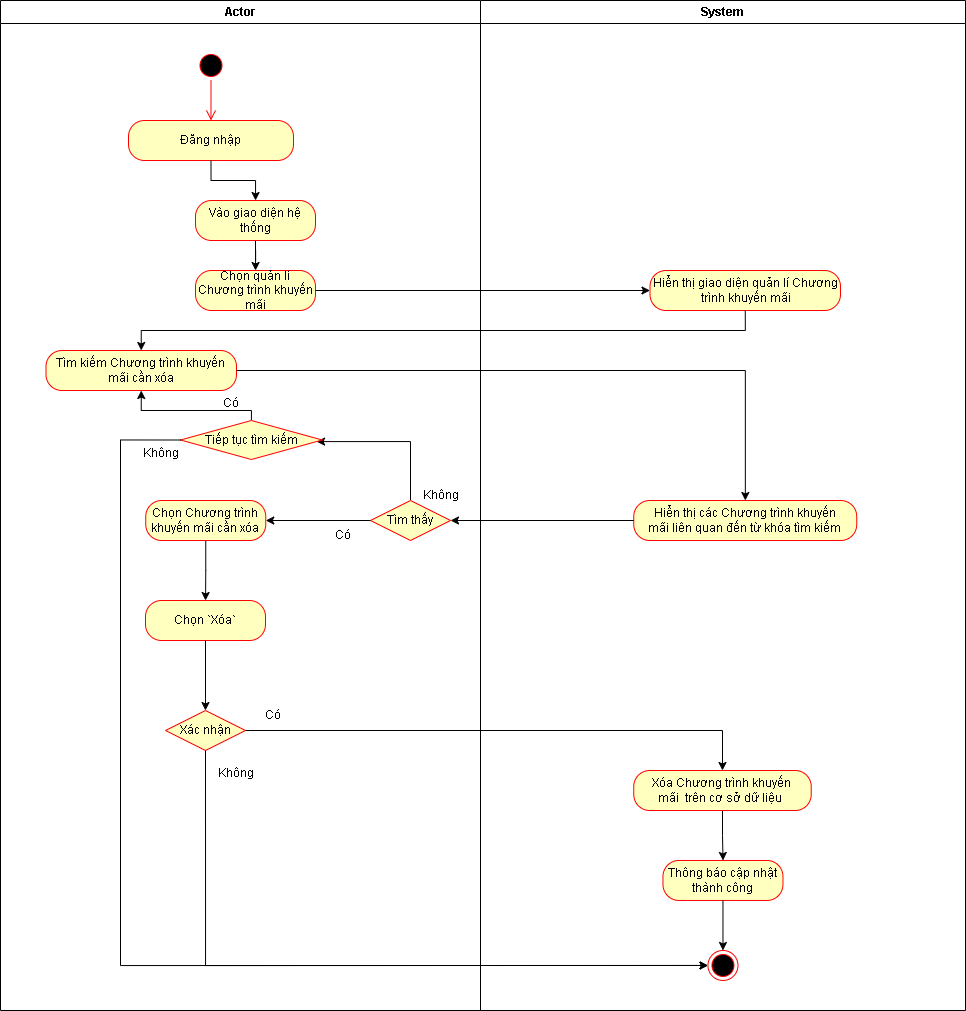 Actor
System
Đăng nhập
Vào giao diện hệ
thống
Chọn quản lí
Chương trình khuyến
mãi
Hiển thị giao diện quản lí Chương
trình khuyến mãi
Tìm kiếm Chương trình khuyến
mãi cần xóa
Có
Tiếp tục tìm kiếm
Không
Không
Chọn Chương trình
khuyến mãi cần xóa
Tìm thấy
Có
Hiển thị các Chương trình khuyến
mãi liên quan đến từ khóa tìm kiếm
Chọn `Xóa`
Xác nhận
Có
Không
Xóa Chương trình khuyến
mãi trên cơ sở dữ liệu
Thông báo cập nhật
thành công